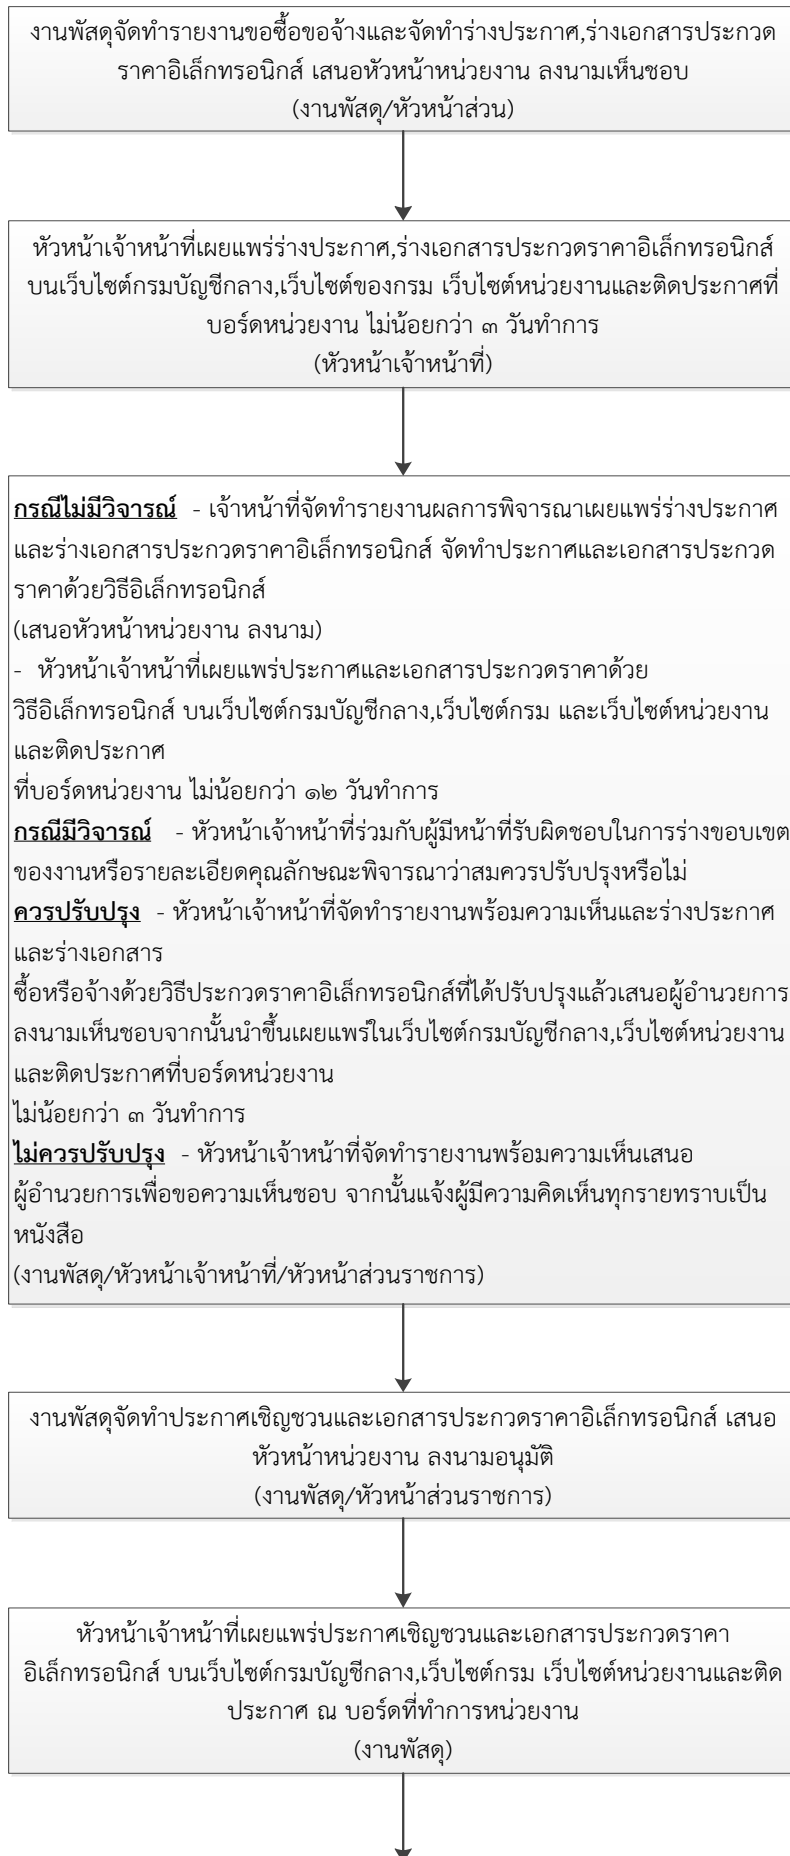 งานพัสดุจัดทำรายงานขอซื้อขอจ้างและจัดทำร่างประกาศ,ร่างเอกสารประกวด
ราคาอิเล็กทรอนิกส์ เสนอหัวหน้าหน่วยงาน ลงนามเห็นชอบ
(งานพัสดุ/หัวหน้าส่วน)
หัวหน้าเจ้าหน้าที่เผยแพร่ร่างประกาศ,ร่างเอกสารประกวดราคาอิเล็กทรอนิกส์
บนเว็บไซต์กรมบัญชีกลาง,เว็บไซต์ของกรม เว็บไซต์หน่วยงานและติดประกาศที่
บอร์ดหน่วยงาน ไม่น้อยกว่า ๓ วันทำการ
(หัวหน้าเจ้าหน้าที่)
กรณีไม่มีวิจารณ์ - เจ้าหน้าที่จัดทำรายงานผลการพิจารณาเผยแพร่ร่างประกาศ
และร่างเอกสารประกวดราคาอิเล็กทรอนิกส์ จัดทำประกาศและเอกสารประกวด
ราคาด้วยวิธีอิเล็กทรอนิกส์
(เสนอหัวหน้าหน่วยงาน ลงนาม)
- หัวหน้าเจ้าหน้าที่เผยแพร่ประกาศและเอกสารประกวดราคาด้วย
วิธีอิเล็กทรอนิกส์ บนเว็บไซต์กรมบัญชีกลาง,เว็บไซต์กรม และเว็บไซต์หน่วยงาน
และติดประกาศ
ที่บอร์ดหน่วยงาน ไม่น้อยกว่า ๑๒ วันทำการ
กรณีมีวิจารณ์ - หัวหน้าเจ้าหน้าที่ร่วมกับผู้มีหน้าที่รับผิดชอบในการร่างขอบเขต
ของงานหรือรายละเอียดคุณลักษณะพิจารณาว่าสมควรปรับปรุงหรือไม่
ควรปรับปรุง - หัวหน้าเจ้าหน้าที่จัดทำรายงานพร้อมความเห็นและร่างประกาศ
และร่างเอกสาร
ซื้อหรือจ้างด้วยวิธีประกวดราคาอิเล็กทรอนิกส์ที่ได้ปรับปรุงแล้วเสนอผู้อำนวยการ
ลงนามเห็นชอบจากนั้นนำขึ้นเผยแพร่ในเว็บไซต์กรมบัญชีกลาง,เว็บไซต์หน่วยงาน
และติดประกาศที่บอร์ดหน่วยงาน
ไม่น้อยกว่า ๓ วันทำการ
ไม่ควรปรับปรุง - หัวหน้าเจ้าหน้าที่จัดทำรายงานพร้อมความเห็นเสนอ
ผู้อำนวยการเพื่อขอความเห็นชอบ จากนั้นแจ้งผู้มีความคิดเห็นทุกรายทราบเป็น
หนังสือ
(งานพัสดุ/หัวหน้าเจ้าหน้าที่/หัวหน้าส่วนราชการ)
งานพัสดุจัดทำประกาศเชิญชวนและเอกสารประกวดราคาอิเล็กทรอนิกส์ เสนอ
หัวหน้าหน่วยงาน ลงนามอนุมัติ
(งานพัสดุ/หัวหน้าส่วนราชการ)
หัวหน้าเจ้าหน้าที่เผยแพร่ประกาศเชิญชวนและเอกสารประกวดราคา
อิเล็กทรอนิกส์ บนเว็บไซต์กรมบัญชีกลาง,เว็บไซต์กรม เว็บไซต์หน่วยงานและติด
ประกาศ ณ บอร์ดที่ทำการหน่วยงาน
(งานพัสดุ)